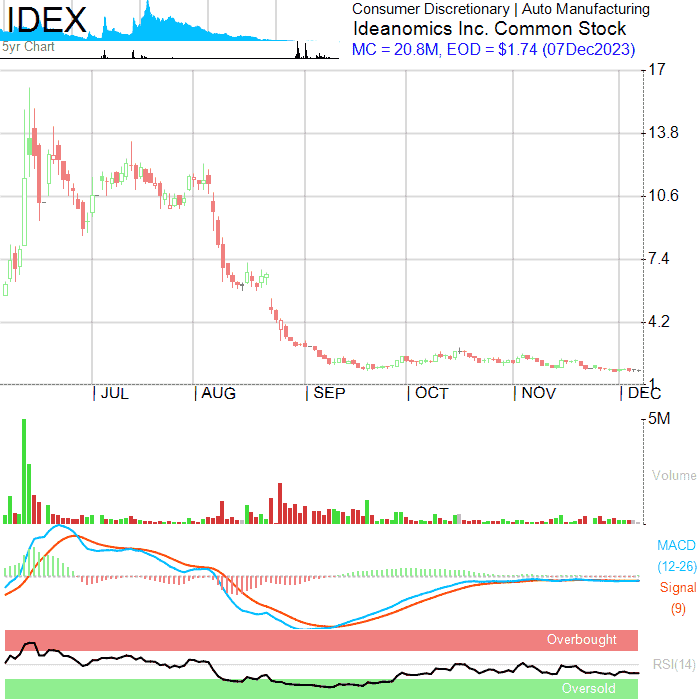 IDEX
5yr Chart
Consumer Discretionary | Auto Manufacturing
Ideanomics Inc. Common Stock
MC = 20.8M, EOD = $1.74 (07Dec2023)
17
13.8
10.6
7.4
4.2
1
JUL
AUG
SEP
OCT
NOV
DEC
5M
Volume
MACD
(12-26)
Signal
(9)
Overbought
RSI(14)
Oversold